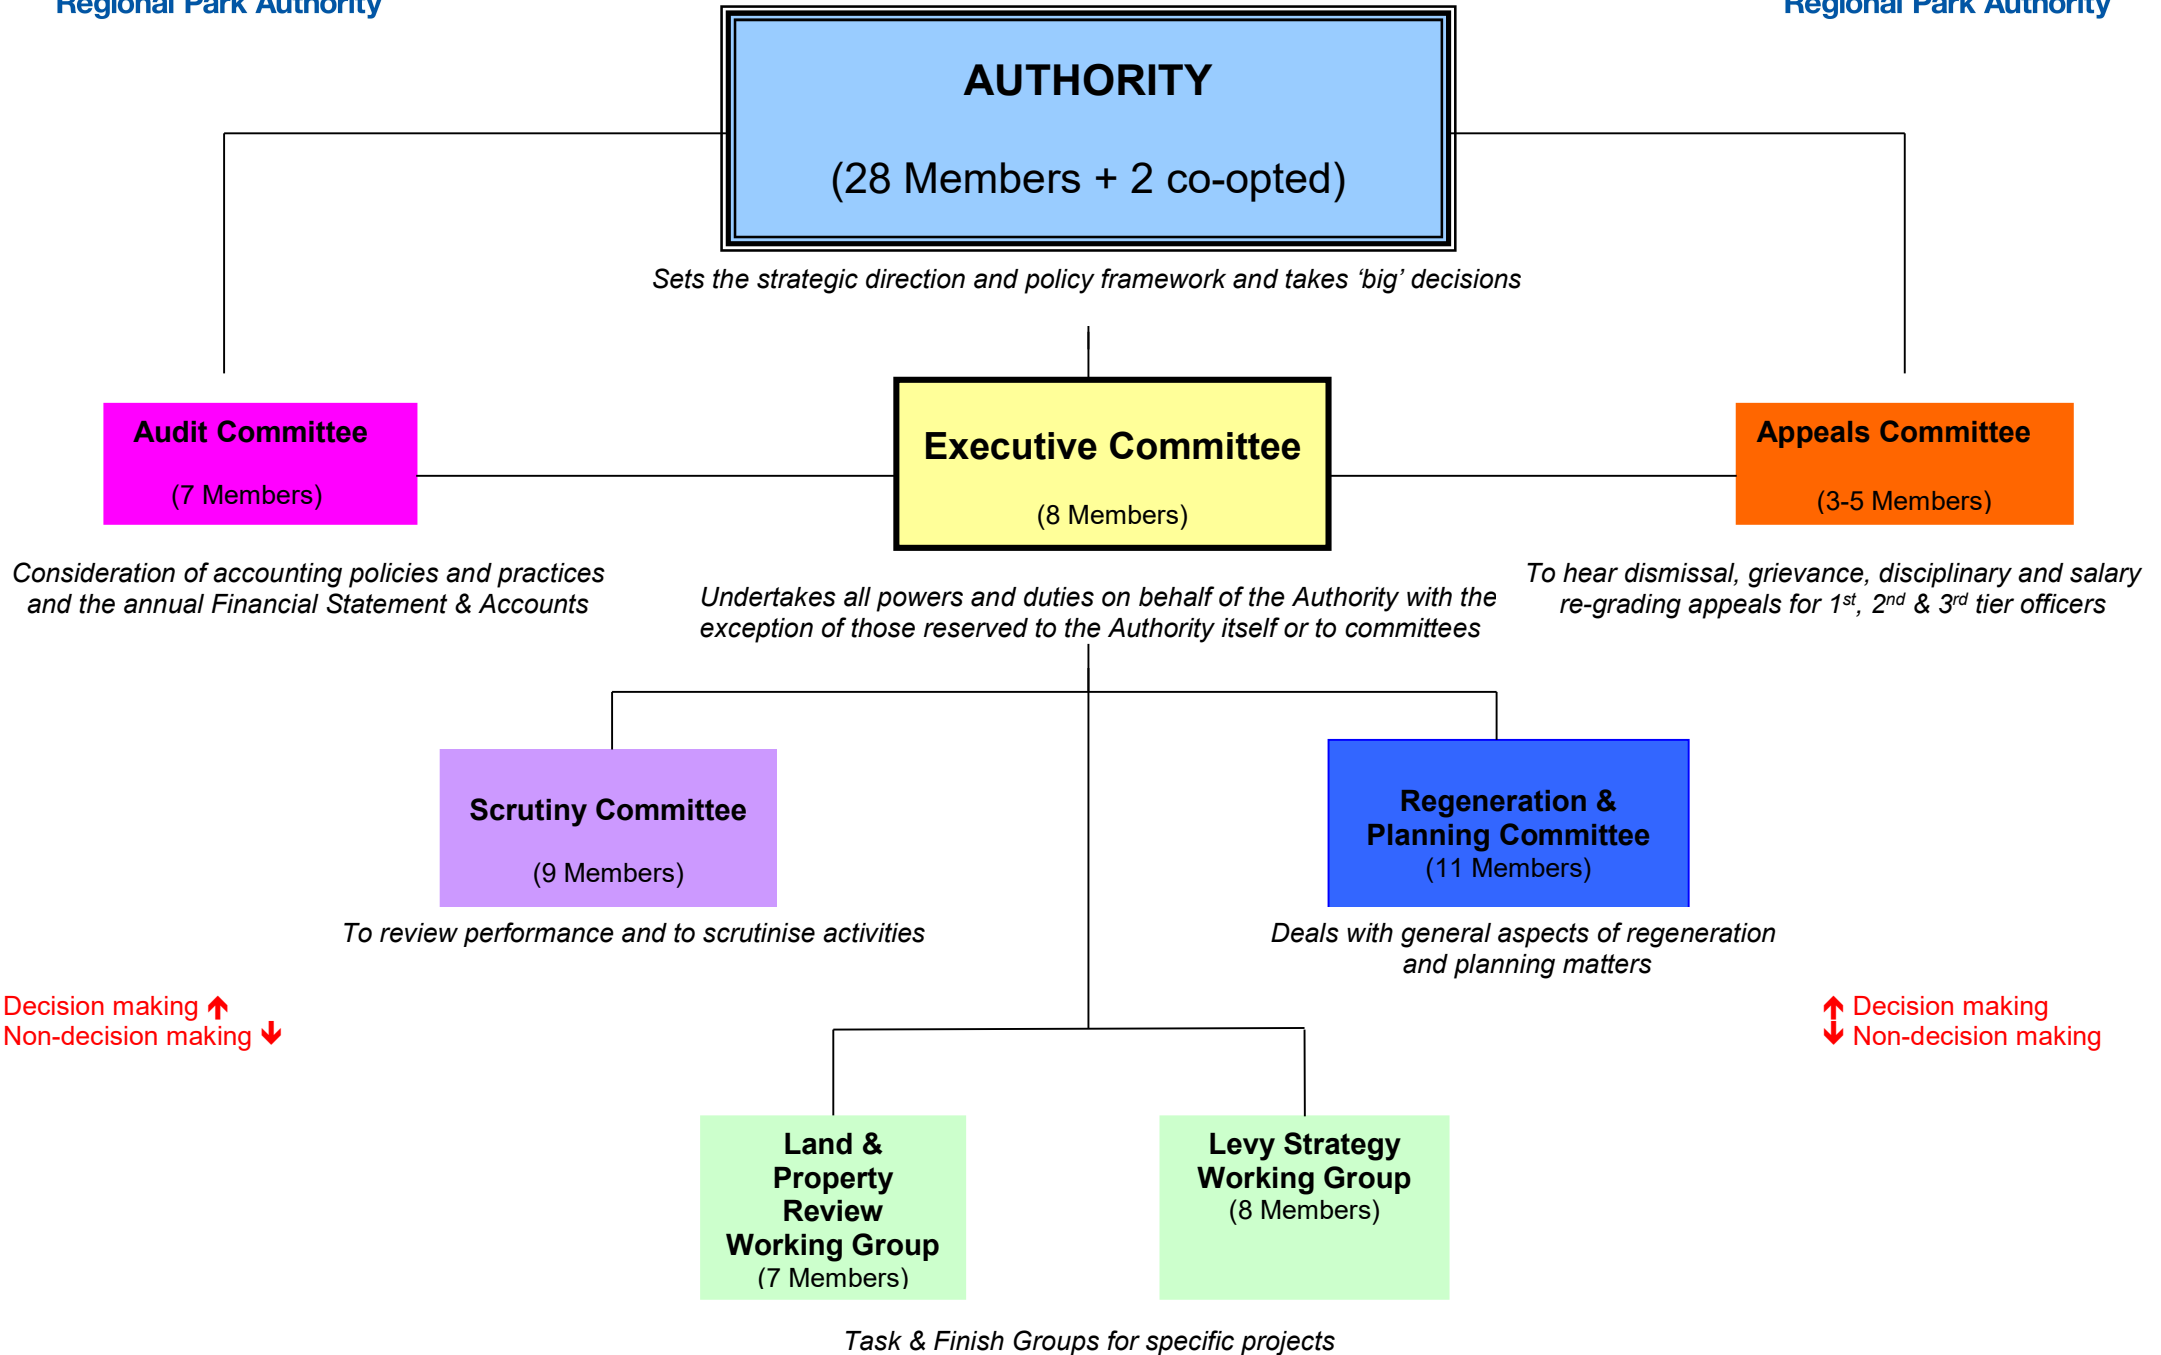 Regional Park Authority
Regional Park Authority
AUTHORITY
(28 Members + 2 co-opted)
Sets the strategic direction and policy framework and takes ‘big’ decisions
Audit Committee
(7 Members)
Executive Committee
(8 Members)
Appeals Committee
(3-5 Members)
Consideration of accounting policies and practices
and the annual Financial Statement & Accounts
Undertakes all powers and duties on behalf of the Authority with the
exception of those reserved to the Authority itself or to committees
To hear dismissal, grievance, disciplinary and salary
re-grading appeals for 1st, 2nd & 3rd tier officers
Scrutiny Committee
(9 Members)
Regeneration &
Planning Committee
(11 Members)
To review performance and to scrutinise activities
Deals with general aspects of regeneration
and planning matters
Decision making ↑
Non-decision making ↓
↑ Decision making
↓ Non-decision making
Land &
Property
Review
Working Group
(7 Members)
Levy Strategy
Working Group
(8 Members)
Task & Finish Groups for specific projects